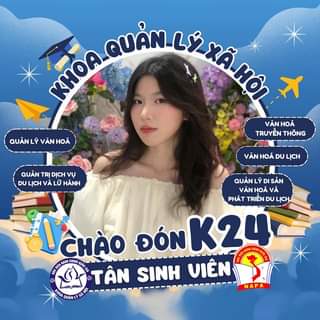 KHOA QUẢN LÝ XÃ HỘI
QUẢN LÝ VĂN HOÁ
VĂN HOÁ
TRUYỀN THÔNG
VĂN HOÁ DU LỊCH
QUẢN TRỊ DỊCH VỤ
DU LỊCH VÀ LỮ HÀNH
QUẢN LÝ DI SẢN
VĂN HOÁ VÀ
PHÁT TRIỂN DU LỊCH
CHÀO ĐÓN K24
TÂN SINH VIÊN
NAPA